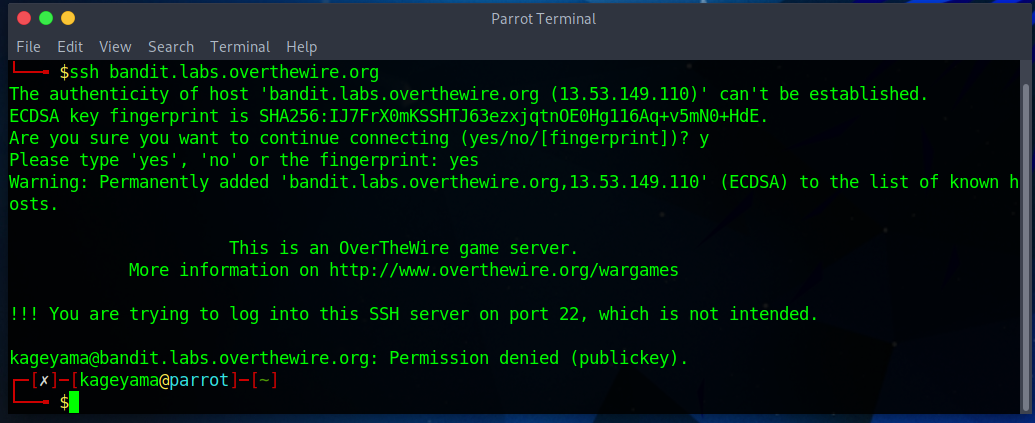 Parrot Terminal
File Edit View Search Terminal Help
└──╼ $ssh bandit.labs.overthewire.org
The authenticity of host 'bandit.labs.overthewire.org (13.53.149.110)' can't be established.
ECDSA key fingerprint is SHA256:IJ7FrX0mKSSHTJ63ezxjqtnOE0Hg116Aq+v5mN0+HdE.
Are you sure you want to continue connecting (yes/no/[fingerprint])? y
Please type 'yes', 'no' or the fingerprint: yes
Warning: Permanently added 'bandit.labs.overthewire.org,13.53.149.110' (ECDSA) to the list of known h
osts.
This is an OverTheWire game server.
More information on http://www.overthewire.org/wargames
!!! You are trying to log into this SSH server on port 22, which is not intended.
kageyama@bandit.labs.overthewire.org: Permission denied (publickey).
┌─[✗]─[kageyama@parrot]─[~]
└──╼ $